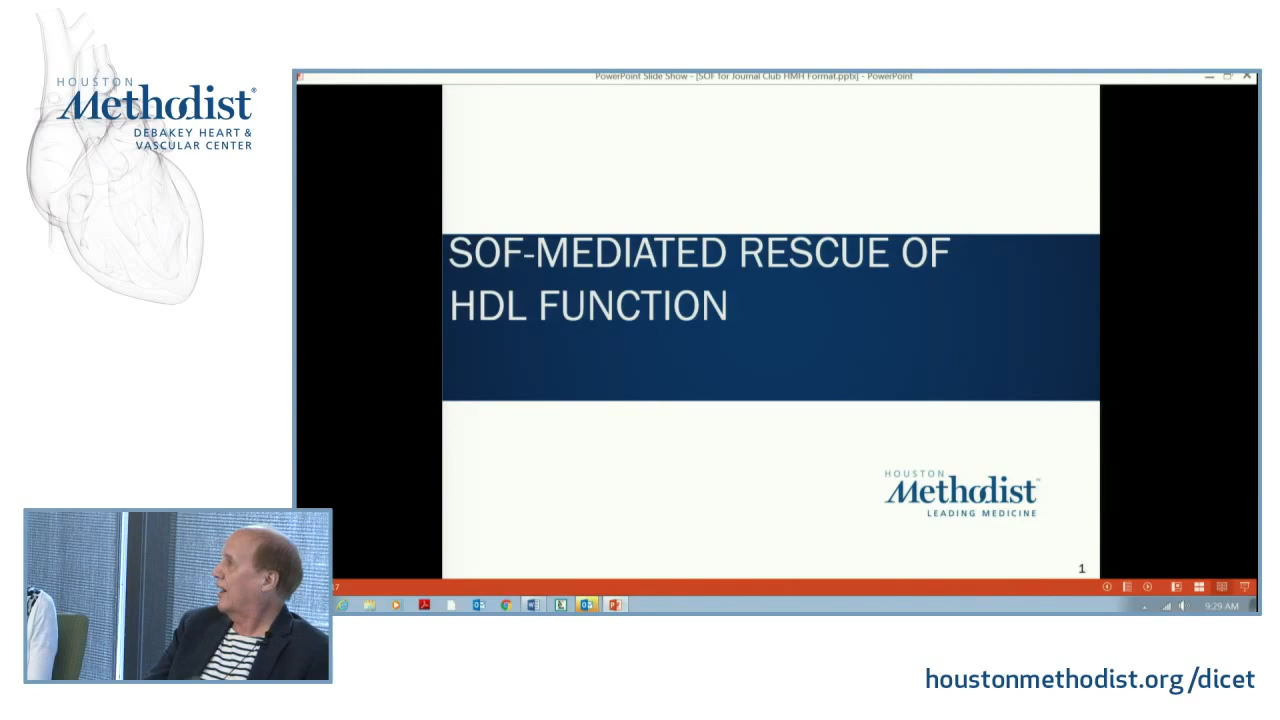 HOUSTON
Methodist®
DEBAKEY HEART &
VASCULAR CENTER
PowerPoint Slide Show - [SOF for Journal Club HMH Format.pptx] - PowerPoint
SOF-MEDIATED RESCUE OF
HDL FUNCTION
HOUSTON
Methodist™
LEADING MEDICINE
1
9:29 AM
houstonmethodist.org/dicet